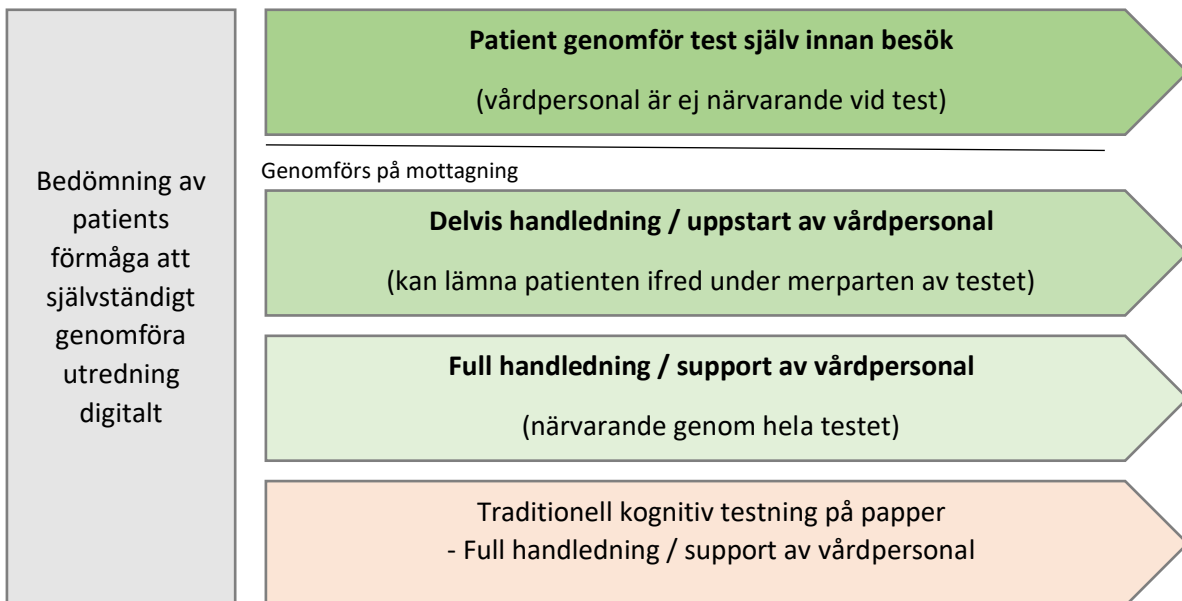 Bedömning av
patients
förmåga att
självständigt
genomföra
utredning
digitalt
Patient genomför test själv innan besök
(vårdpersonal är ej närvarande vid test)
Genomförs på mottagning
Delvis handledning / uppstart av vårdpersonal
(kan lämna patienten ifred under merparten av testet)
Full handledning / support av vårdpersonal
(närvarande genom hela testet)
Traditionell kognitiv testning på papper
- Full handledning / support av vårdpersonal